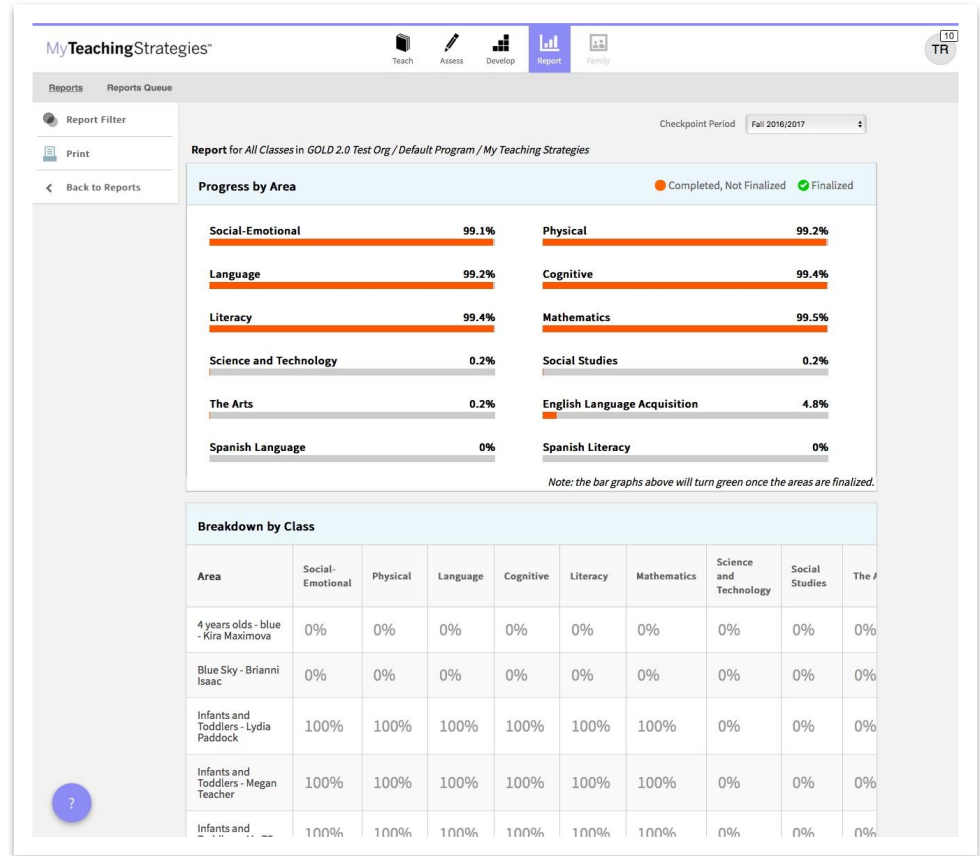 MyTeachingStrategies™
Teach
Assess
Develop
Report
Family
10
TR
Reports
Reports Queue
Report Filter
Print
Back to Reports
Checkpoint Period
Fall 2016/2017
Report for All Classes in GOLD 2.0 Test Org / Default Program / My Teaching Strategies
Progress by Area
Completed, Not Finalized
Finalized
Social-Emotional 99.1%
Physical 99.2%
Language 99.2%
Cognitive 99.4%
Literacy 99.4%
Mathematics 99.5%
Science and Technology 0.2%
Social Studies 0.2%
The Arts 0.2%
English Language Acquisition 4.8%
Spanish Language 0%
Spanish Literacy 0%
Note: the bar graphs above will turn green once the areas are finalized.
Breakdown by Class
Area
Social-
Emotional
Physical
Language
Cognitive
Literacy
Mathematics
Science
and
Technology
Social
Studies
The
4 years olds - blue
- Kira Maximova
0% 0% 0% 0% 0% 0% 0% 0% 0%
Blue Sky - Brianni
Isaac
0% 0% 0% 0% 0% 0% 0% 0% 0%
Infants and
Toddlers - Lydia
Paddock
100% 100% 100% 100% 100% 100% 0% 0% 0%
Infants and
Toddlers - Megan
Teacher
100% 100% 100% 100% 100% 100% 0% 0% 0%
Infants and
100% 100% 100% 100% 100% 100% 0% 0% 0%
?